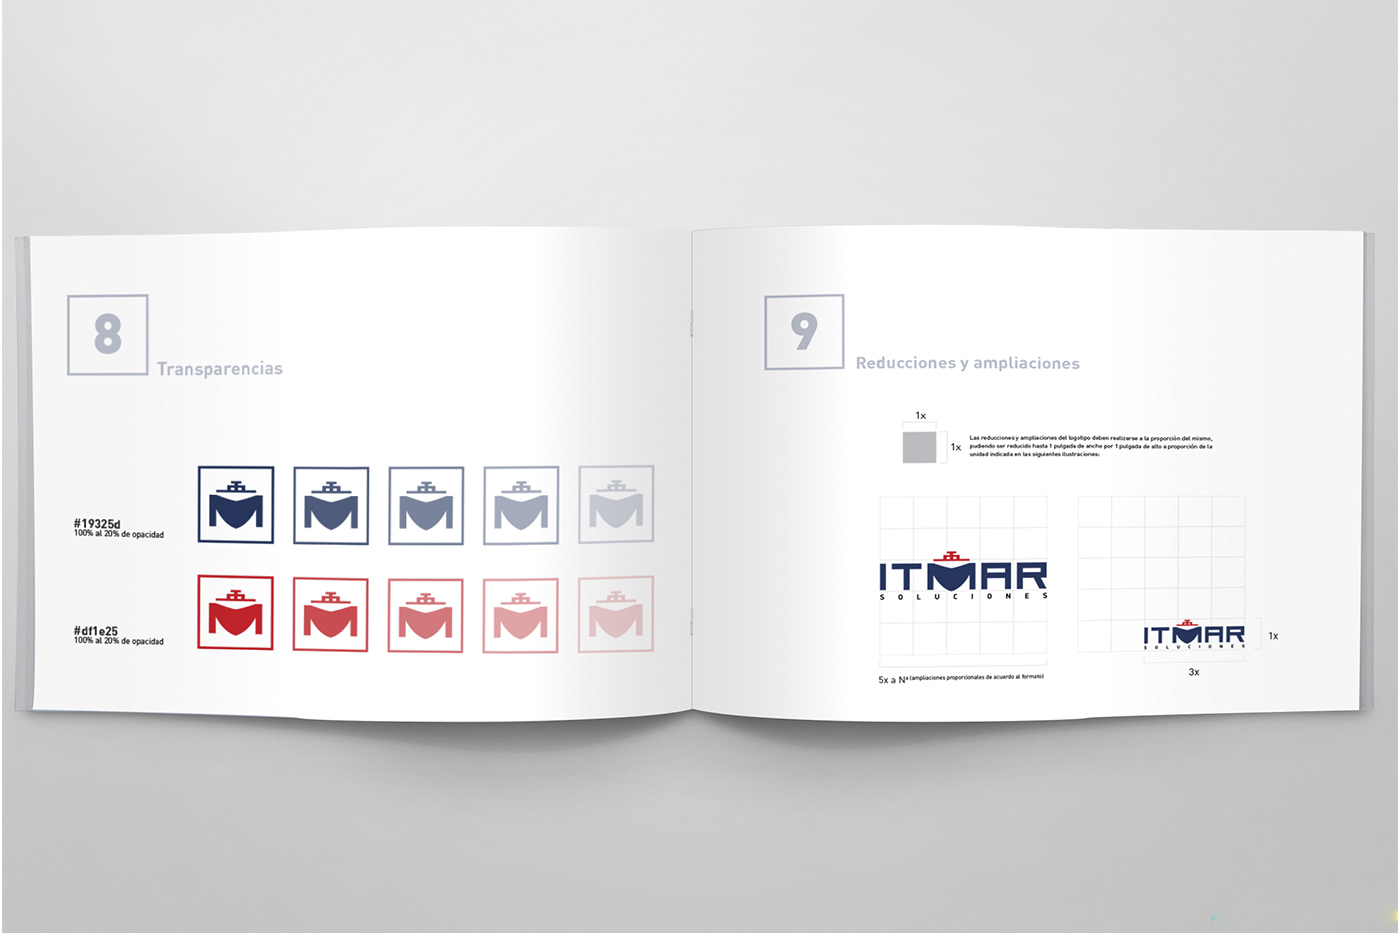 8
Transparencias
#19325d
100% al 20% de opacidad
#df1e25
100% al 20% de opacidad
9
Reducciones y ampliaciones
1x
1x
Las reducciones y ampliaciones del logotipo deben realizarse a la proporción del mismo,
pudiendo ser reducido hasta 1 pulgada de ancho por 1 pulgada de alto a proporción de la
unidad indicada en las siguientes ilustraciones:
ITMAR
SOLUCIONES
5x a Nx (ampliaciones proporcionales de acuerdo al formato)
ITMAR
SOLUCIONES
1x
3x